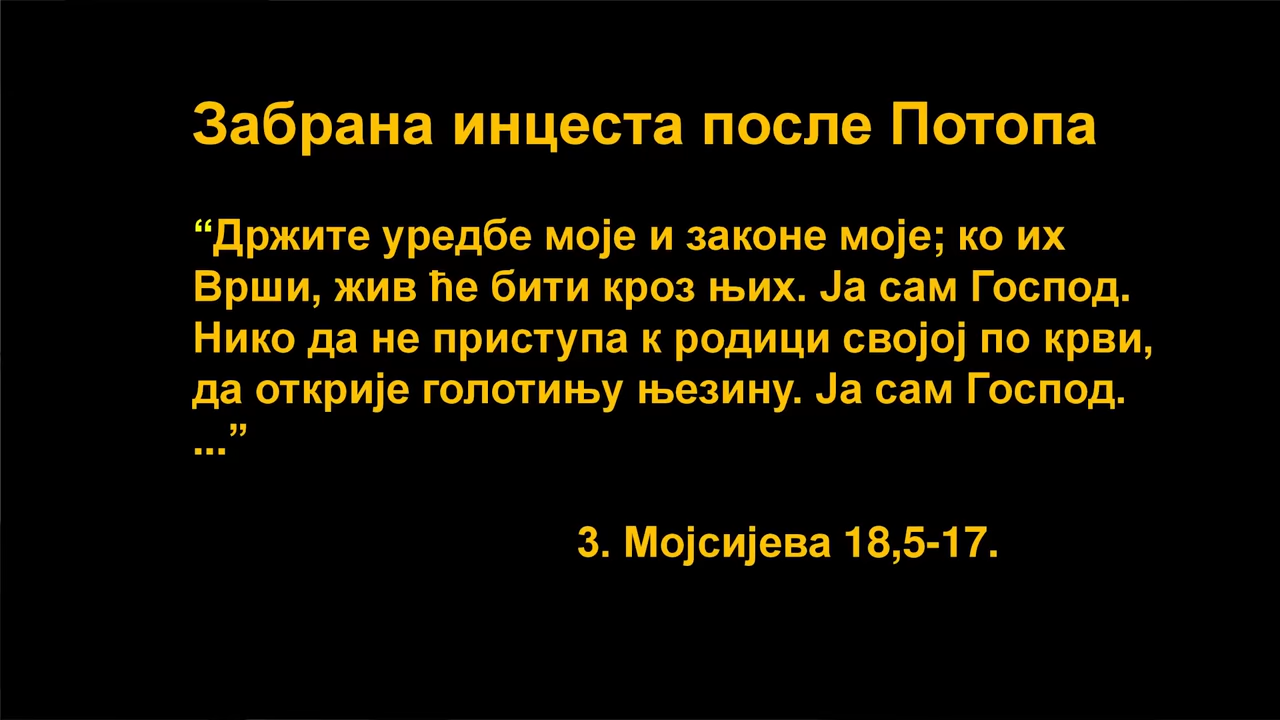 Забрана инцеста после Потопа
“Држите уредбе моје и законе моје; ко их
Врши, жив ће бити кроз њих. Ја сам Господ.
Нико да не приступа к родици својој по крви,
да открије голотињу њезину. Ја сам Господ.
...”
3. Мојсијева 18,5-17.